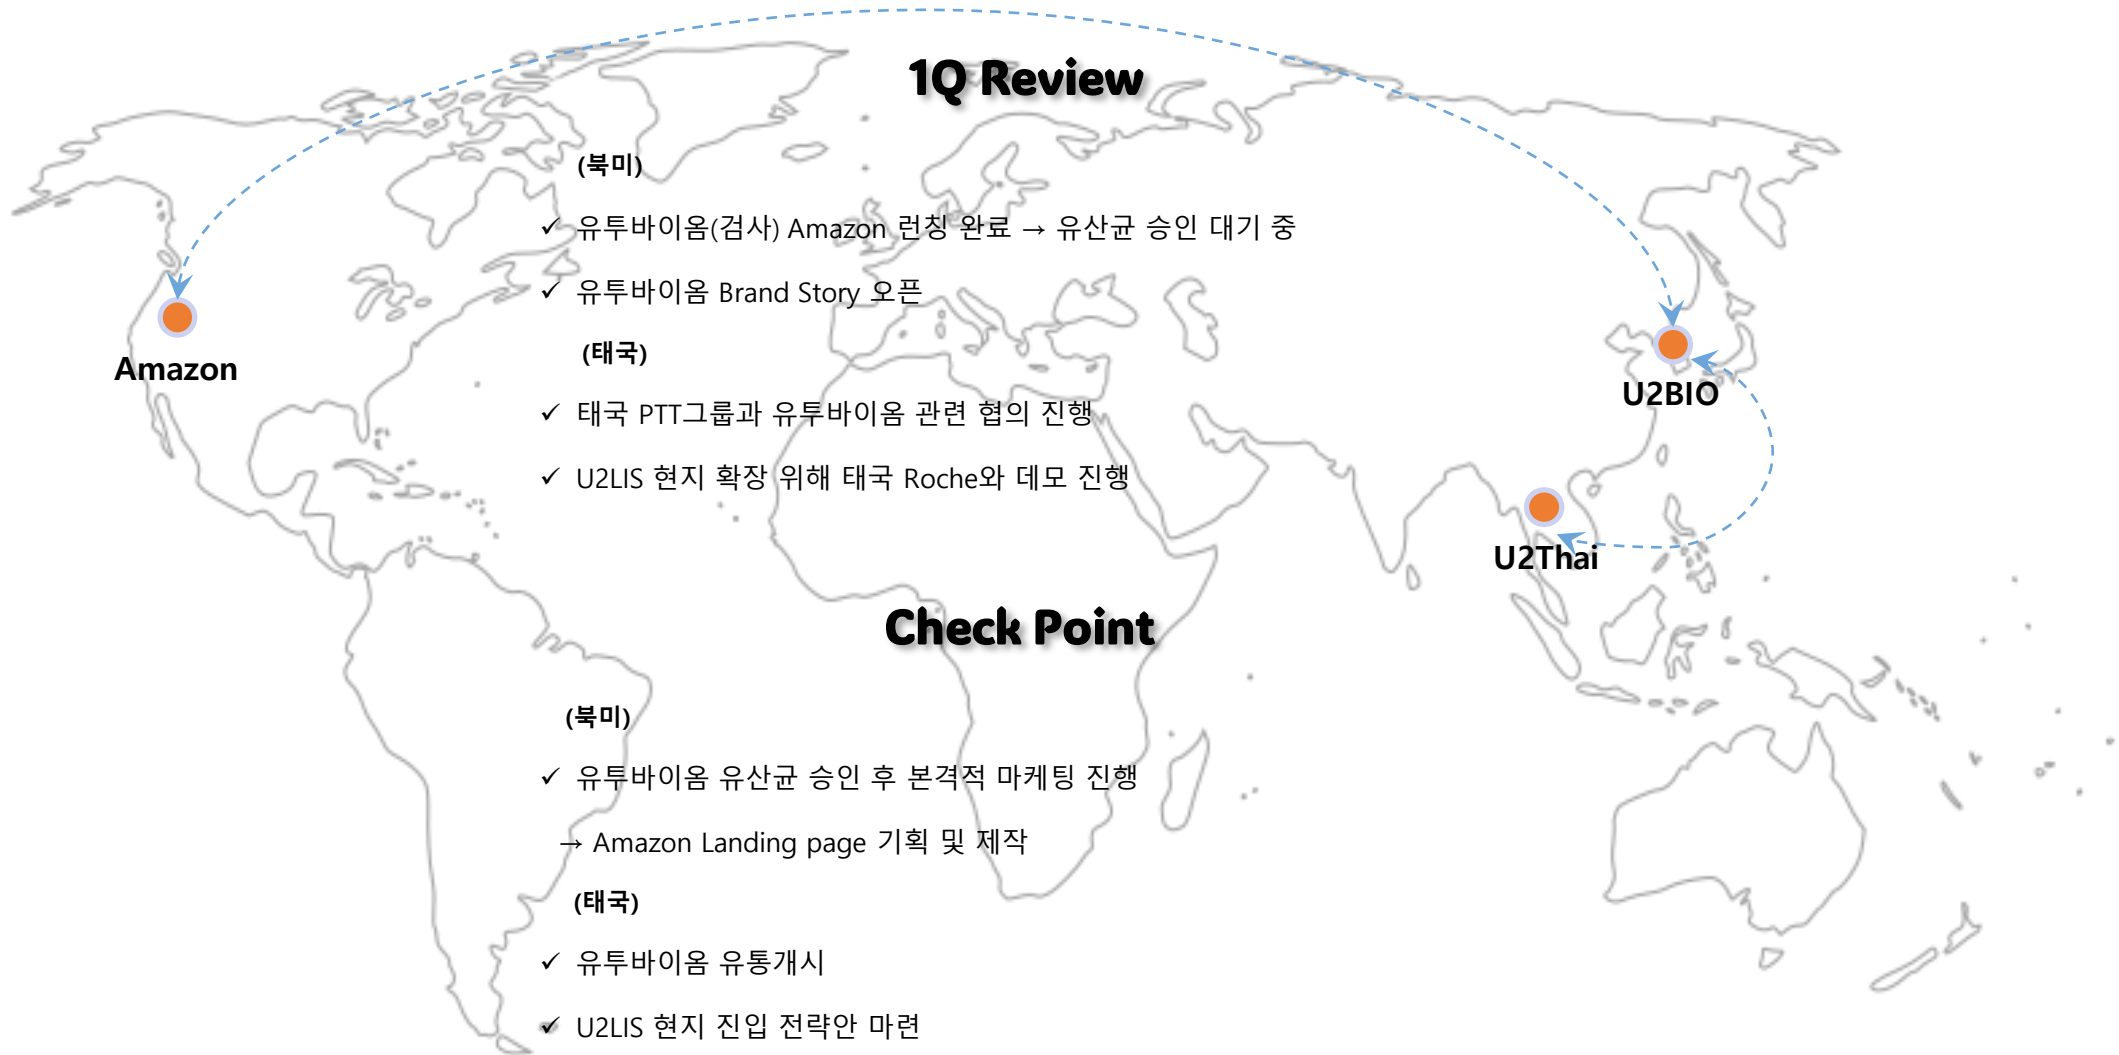 1Q Review
(북미)
✓ 유투바이옴(검사) Amazon 런칭 완료 → 유산균 승인 대기 중
✓ 유투바이옴 Brand Story 오픈
(태국)
✓ 태국 PTT그룹과 유투바이옴 관련 협의 진행
✓ U2LIS 현지 확장 위해 태국 Roche와 데모 진행
Amazon
U2BIO
U2Thai
Check Point
(북미)
✓ 유투바이옴 유산균 승인 후 본격적 마케팅 진행
→ Amazon Landing page 기획 및 제작
(태국)
✓ 유투바이옴 유통개시
✓ U2LIS 현지 진입 전략안 마련